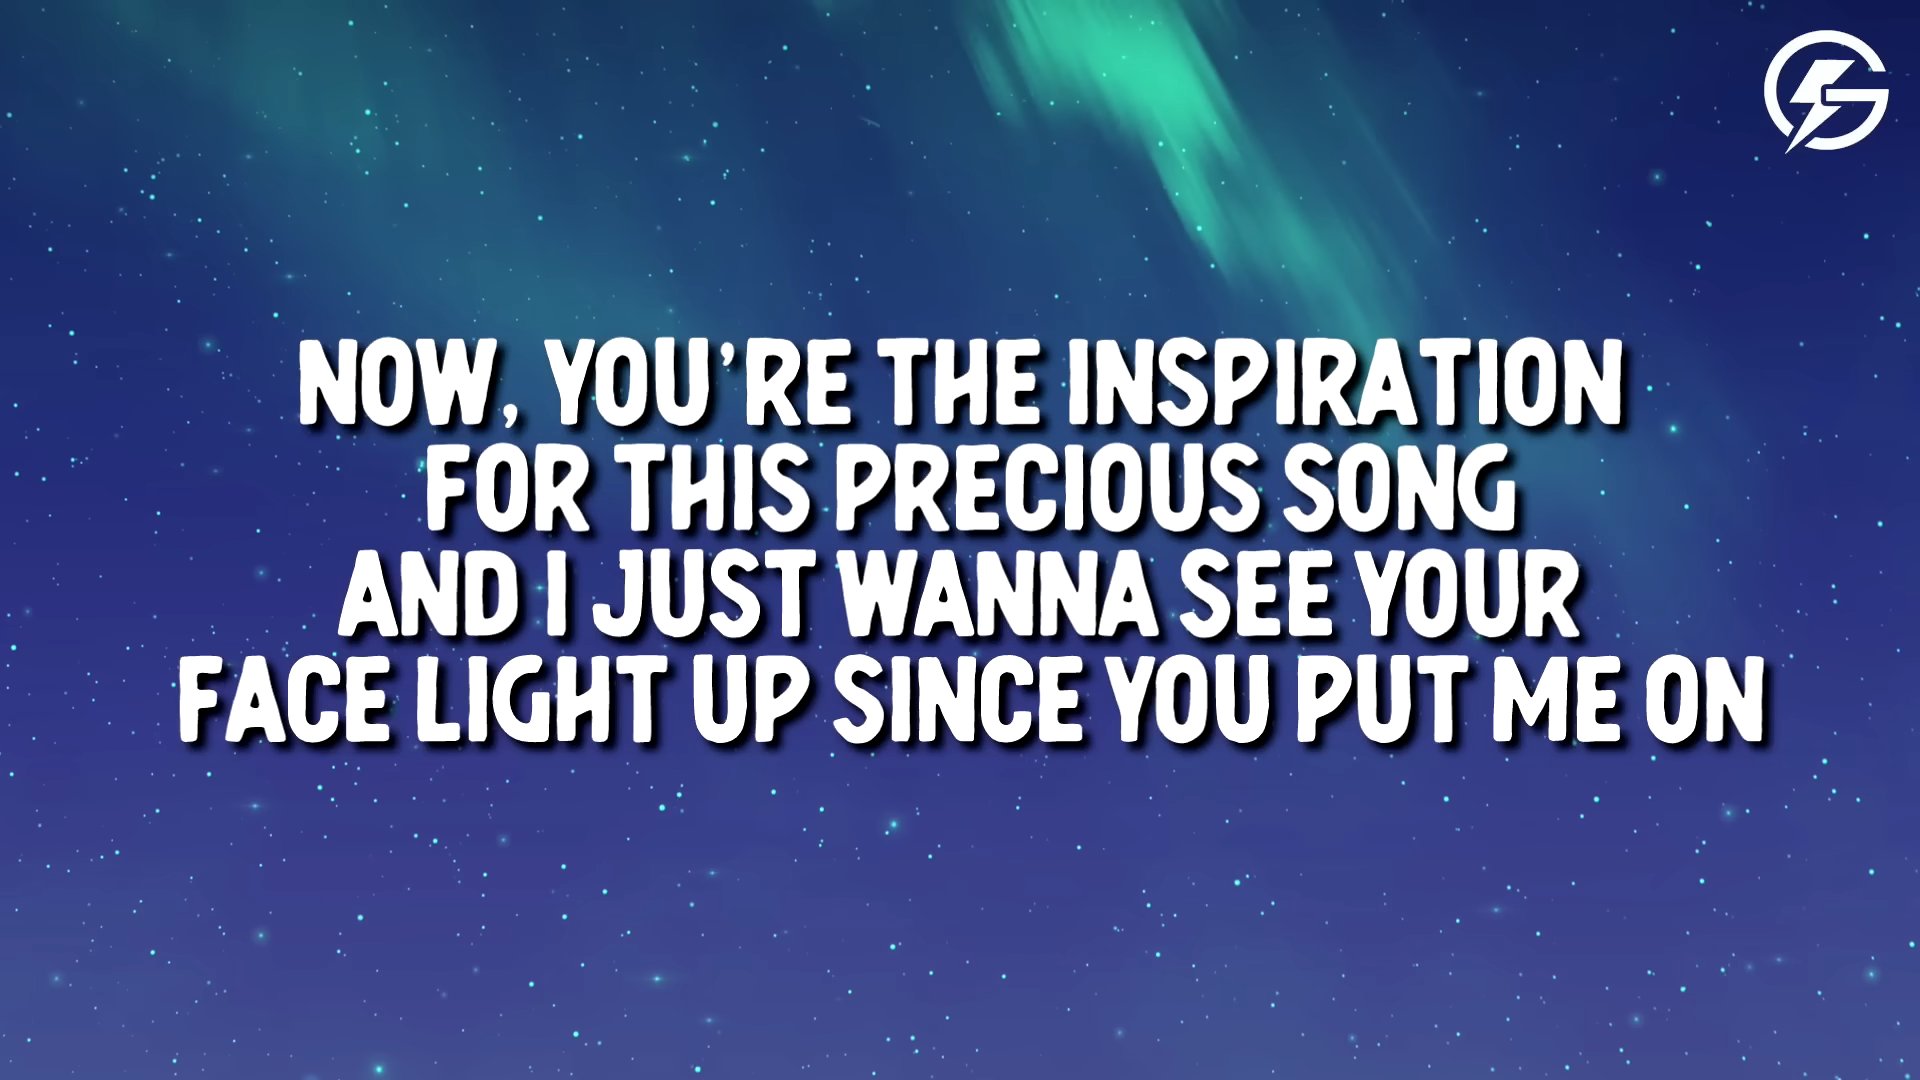 NOW, YOU'RE THE INSPIRATION
FOR THIS PRECIOUS SONG
AND I JUST WANNA SEE YOUR
FACE LIGHT UP SINCE YOU PUT ME ON